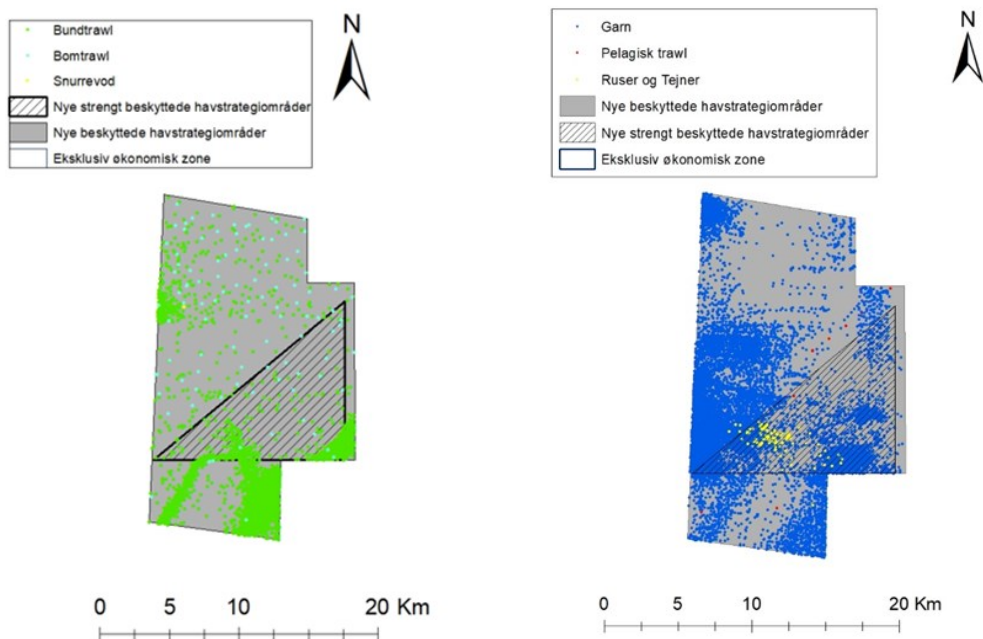 Bundtrawl
Bomtrawl
Snurrevod
Nye strengt beskyttede havstrategiområder
Nye beskyttede havstrategiområder
Eksklusiv økonomisk zone
N
0 5 10 20 Km
Garn
Pelagisk trawl
Ruser og Tejner
Nye beskyttede havstrategiområder
Nye strengt beskyttede havstrategiområder
Eksklusiv økonomisk zone
N
0 5 10 20 Km